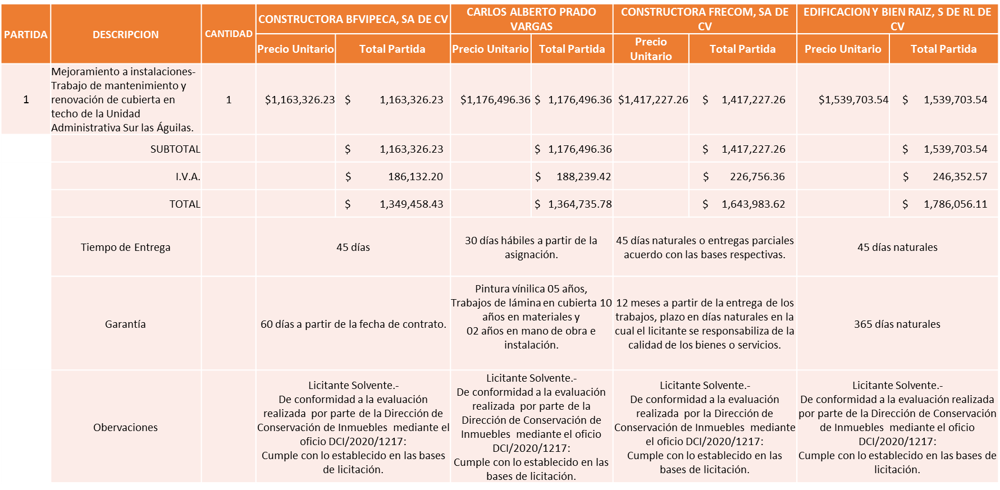 PARTIDA
DESCRIPCION
CANTIDAD
CONSTRUCTORA BFVIPECA, SA DE CV
CARLOS ALBERTO PRADO
VARGAS
CONSTRUCTORA FRECOM, SA DE
CV
EDIFICACION Y BIEN RAIZ, S DE RL DE
CV
Precio Unitario
Total Partida
Precio Unitario
Total Partida
Precio
Unitario
Total Partida
Precio Unitario
Total Partida
1
Mejoramiento a instalaciones-
Trabajo de mantenimiento y
renovación de cubierta en
techo de la Unidad
Administrativa Sur las Águilas.
1
$1,163,326.23
$ 1,163,326.23
$1,176,496.36
$ 1,176,496.36
$1,417,227.26
$ 1,417,227.26
$1,539,703.54
$ 1,539,703.54
SUBTOTAL
$ 1,163,326.23
$ 1,176,496.36
$ 1,417,227.26
$ 1,539,703.54
I.V.A.
$ 186,132.20
$ 188,239.42
$ 226,756.36
$ 246,352.57
TOTAL
$ 1,349,458.43
$ 1,364,735.78
$ 1,643,983.62
$ 1,786,056.11
Tiempo de Entrega
45 días
30 días hábiles a partir de la
asignación.
45 días naturales o entregas parciales
acuerdo con las bases respectivas.
45 días naturales
Garantía
60 días a partir de la fecha de contrato.
Pintura vínilica 05 años,
Trabajos de lámina en cubierta 10
años en materiales y
02 años en mano de obra e
instalación.
12 meses a partir de la entrega de los
trabajos, plazo en días naturales en la
cual el licitante se responsabiliza de la
calidad de los bienes o servicios.
365 días naturales
Obervaciones
Licitante Solvente.-
De conformidad a la evaluación
realizada por parte de la Dirección de
Conservación de Inmuebles mediante el
oficio DCI/2020/1217:
Cumple con lo establecido en las bases
de licitación.
Licitante Solvente.-
De conformidad a la evaluación
realizada por parte de la
Dirección de Conservación de
Inmuebles mediante el oficio
DCI/2020/1217:
Cumple con lo establecido en las
bases de licitación.
Licitante Solvente.-
De conformidad a la evaluación
realizada por la Dirección de
Conservación de Inmuebles mediante
el oficio DCI/2020/1217:
Cumple con lo establecido en las
bases de licitación.
Licitante Solvente.-
De conformidad a la evaluación realizada
por parte de la Dirección de Conservación
de Inmuebles mediante el oficio
DCI/2020/1217:
Cumple con lo establecido en las bases de
licitación.